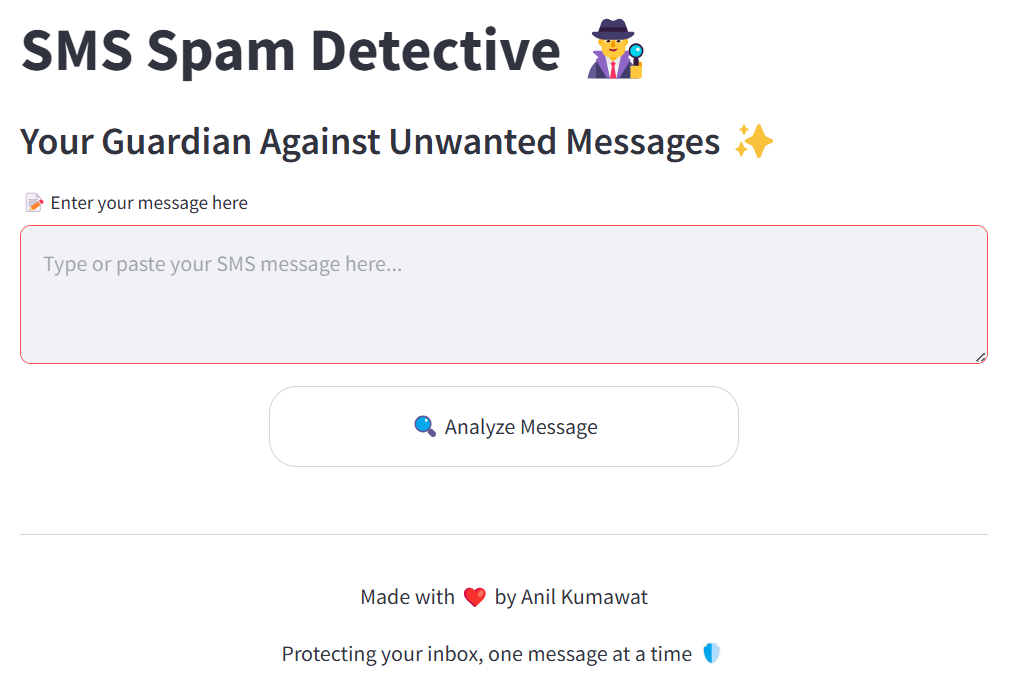 SMS Spam Detective 🕵️
Your Guardian Against Unwanted Messages ✨
📝 Enter your message here
Type or paste your SMS message here...
🔍 Analyze Message
Made with ❤️ by Anil Kumawat
Protecting your inbox, one message at a time 🛡️